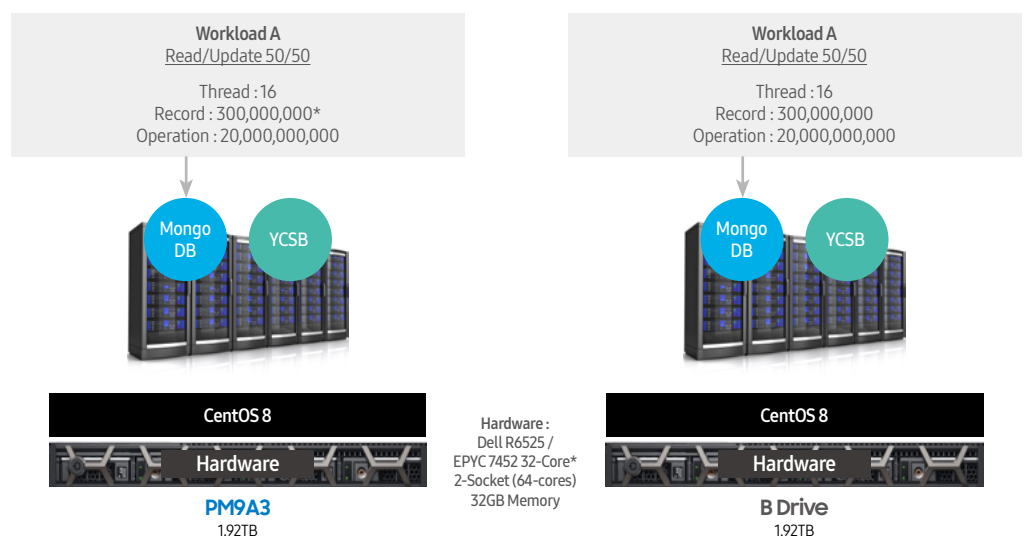 Workload A
Read/Update 50/50
Thread : 16
Record : 300,000,000*
Operation : 20,000,000,000
Mongo
DB
YCSB
CentOS 8
Hardware
PM9A3
1.92TB
Hardware :
Dell R6525 /
EPYC 7452 32-Core*
2-Socket (64-cores)
32GB Memory
Workload A
Read/Update 50/50
Thread : 16
Record : 300,000,000
Operation : 20,000,000,000
Mongo
DB
YCSB
CentOS 8
Hardware
B Drive
1.92TB